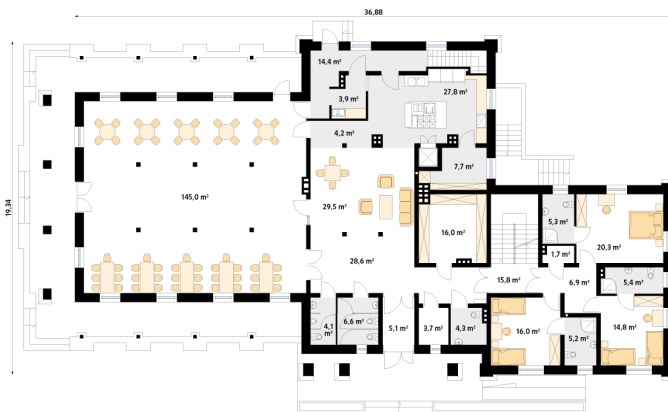 36,88
19,34
14,4 m²
27,8 m²
3,9 m²
4,2 m²
7,7 m²
145,0 m²
29,5 m²
16,0 m²
5,3 m²
20,3 m²
28,6 m²
1,7 m²
15,8 m²
6,9 m²
5,4 m²
4,1
m²
6,6 m²
5,1 m²
3,7 m²
4,3 m²
16,0 m²
5,2 m²
14,8 m²